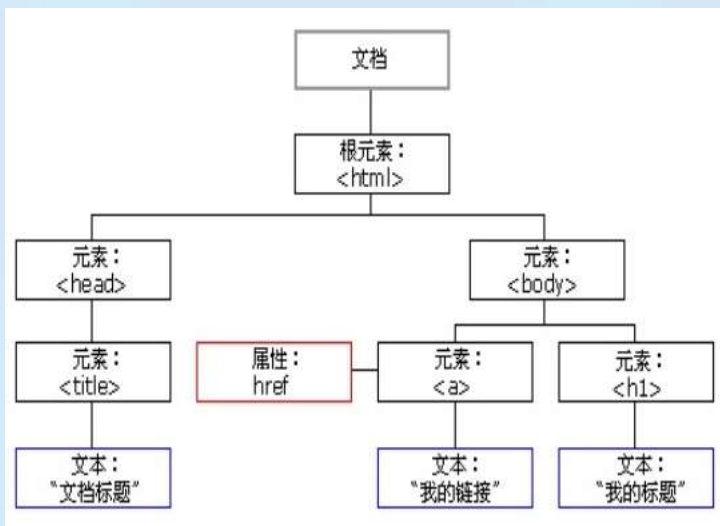 文档
根元素：
<html>
元素：
<head>
元素：
<body>
元素：
<title>
属性：
href
元素：
<a>
元素：
<h1>
文本：
“文档标题”
文本：
“我的链接”
文本：
“我的标题”